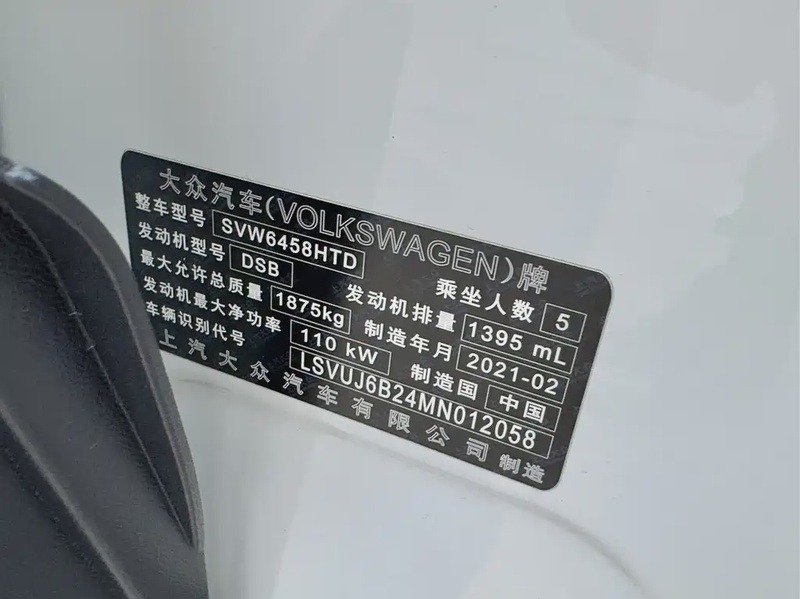 大众汽车(VOLKSWAGEN)牌
整车型号 SVW6458HTD 乘坐人数 5
发动机型号 DSB 发动机排量 1395 mL
最大允许总质量 1875kg 制造年月 2021-02
发动机最大净功率 110 kW 制造国 中国
车辆识别代号 LSVUJ6B24MN012058
上汽大众汽车有限公司 制造